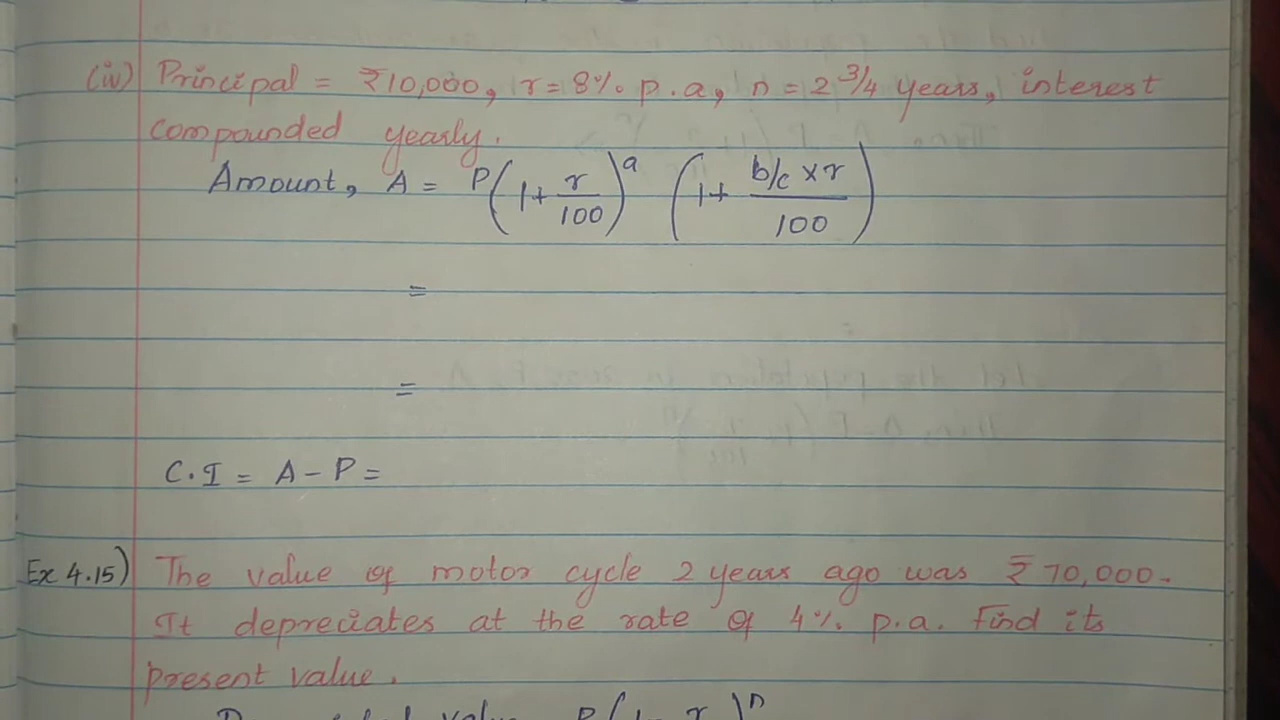 (iv) Principal = ₹10,000, r = 8% p.a, n = 2 3/4 years, interest
compounded yearly.
Amount, A = P(1+ r/100)^a (1+ b/c × r/100)
=
=
C.I = A - P =
Ex 4.15) The value of motor cycle 2 years ago was ₹70,000.
It depreciates at the rate of 4% p.a. Find its
present value.